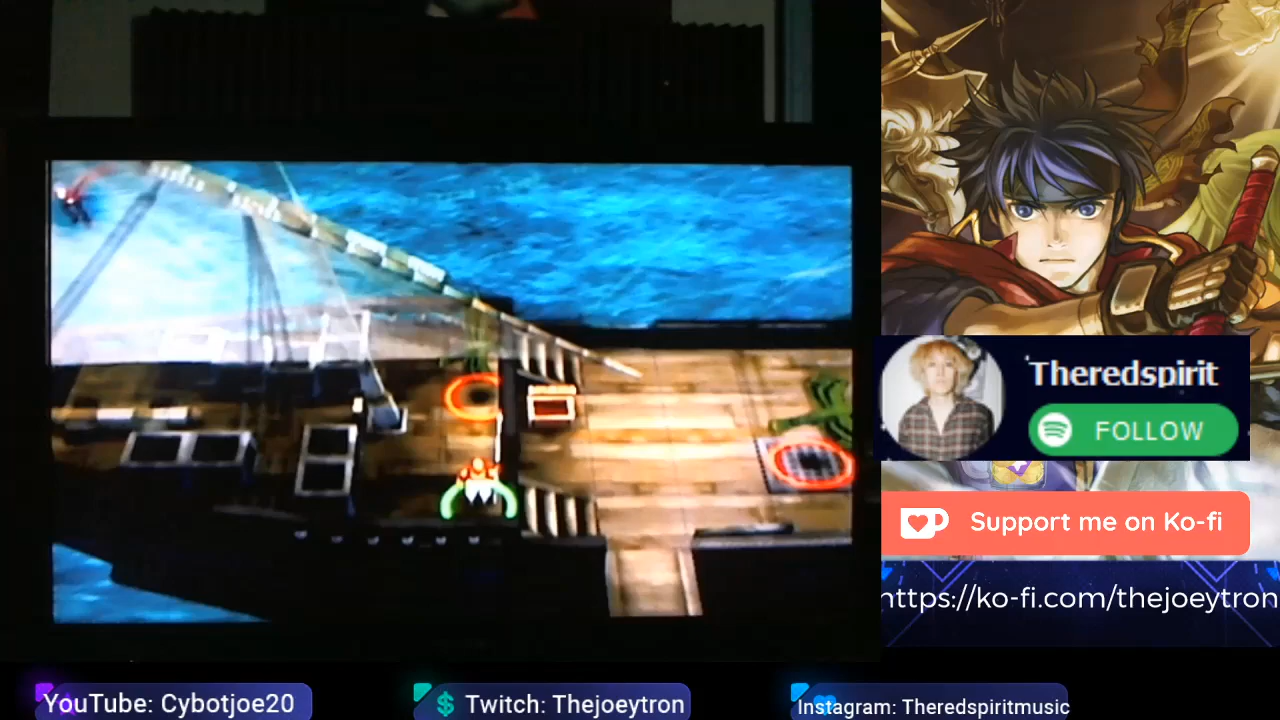 Theredspirit
FOLLOW
Support me on Ko-fi
https://ko-fi.com/thejoeytron
YouTube: Cybotjoe20
Twitch: Thejoeytron
Instagram: Theredspiritmusic